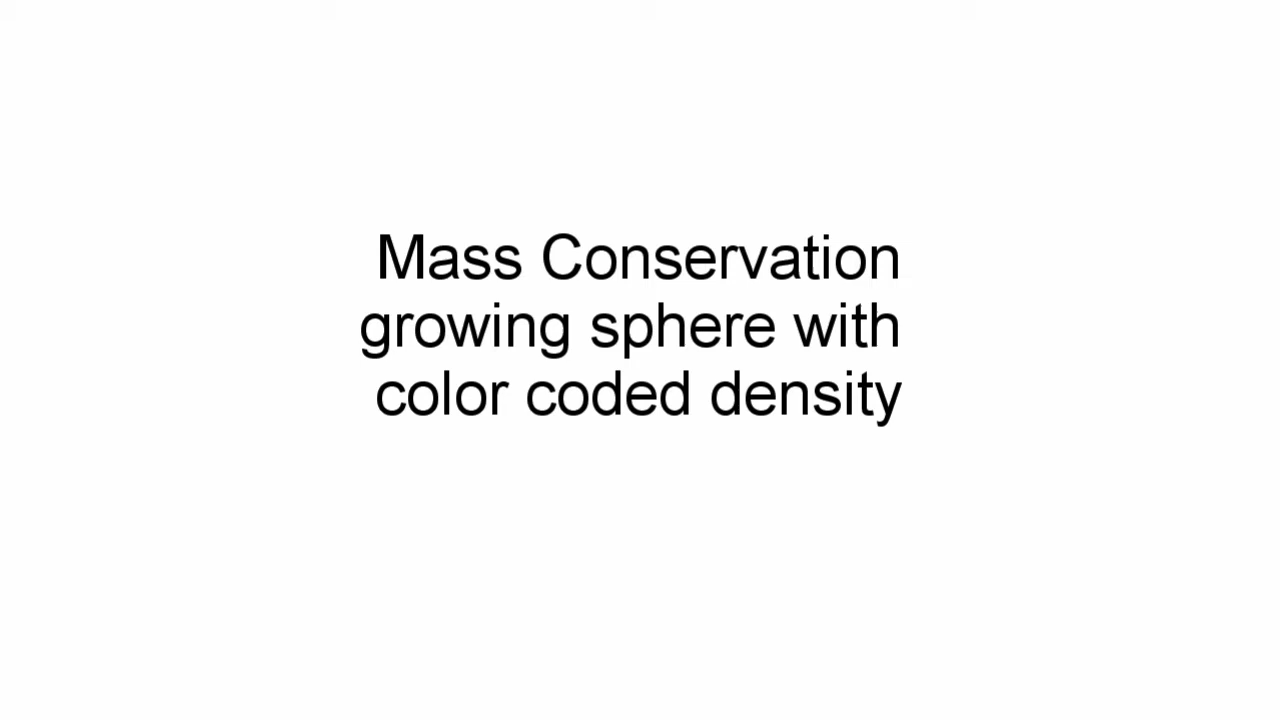 Mass Conservation
growing sphere with
color coded density